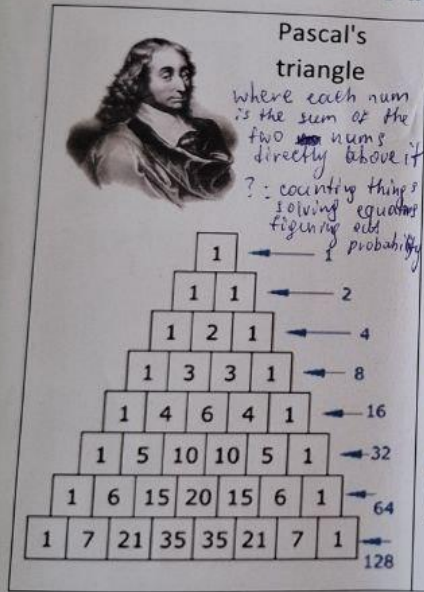 Pascal's
triangle
where each num
is the sum of the
two nums
directly above it
? : counting things
solving equations
figuring out
probability
1 1
1 1 2
1 2 1 4
1 3 3 1 8
1 4 6 4 1 16
1 5 10 10 5 1 32
1 6 15 20 15 6 1 64
1 7 21 35 35 21 7 1 128